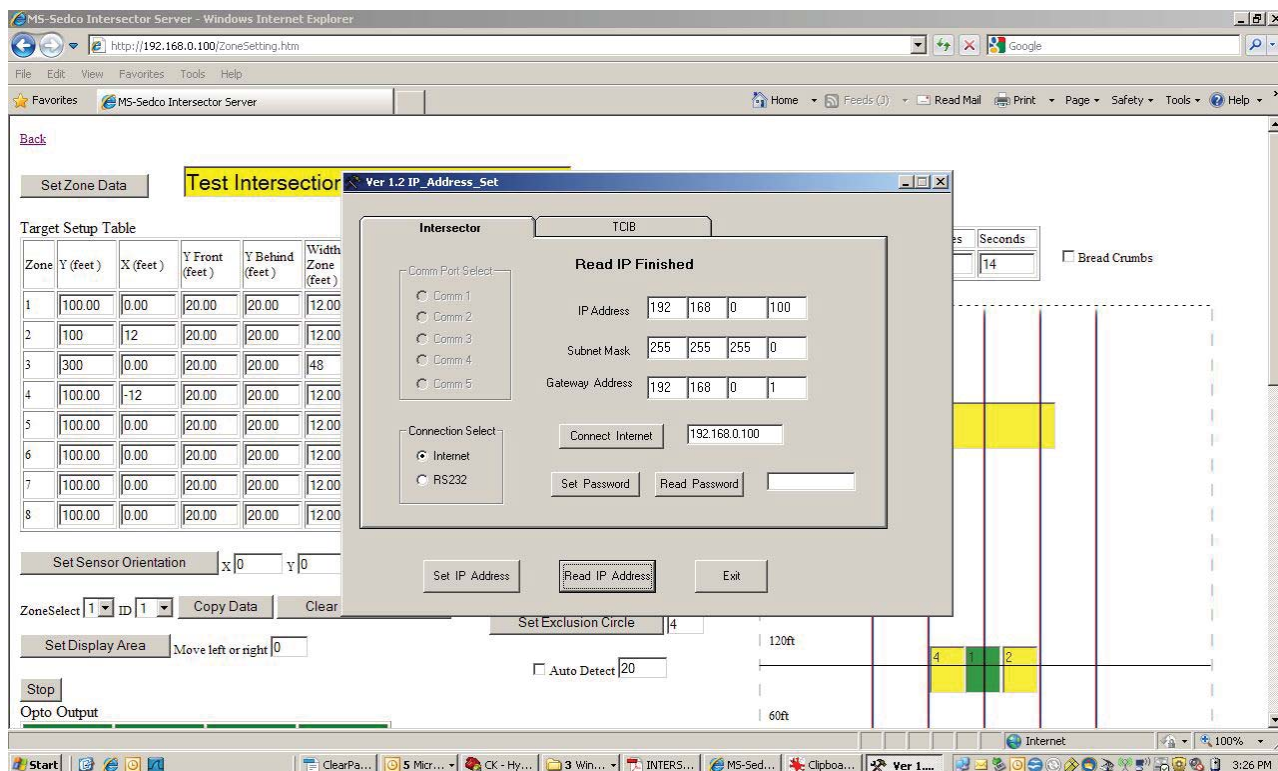 MS-Sedco Intersector Server - Windows Internet Explorer
http://192.168.0.100/ZoneSetting.htm
Google
File Edit View Favorites Tools Help
Favorites MS-Sedco Intersector Server
Home Feeds (J) Read Mail Print Page Safety Tools Help
Back
Set Zone Data
Test Intersection
Target Setup Table
Zone Y (feet ) X (feet ) Y Front (feet ) Y Behind (feet ) Width Zone (feet )
1 100.00 0.00 20.00 20.00 12.00
2 100 12 20.00 20.00 12.00
3 300 0.00 20.00 20.00 48
4 100.00 -12 20.00 20.00 12.00
5 100.00 0.00 20.00 20.00 12.00
6 100.00 0.00 20.00 20.00 12.00
7 100.00 0.00 20.00 20.00 12.00
8 100.00 0.00 20.00 20.00 12.00
Set Sensor Orientation X 0 Y 0
ZoneSelect 1 ID 1 Copy Data Clear
Set Exclusion Circle 4
Set Display Area Move left or right 0
Auto Detect 20
Stop
Opto Output
Ver 1.2 IP_Address_Set
Intersector TCIB
Comm Port Select
Comm 1
Comm 2
Comm 3
Comm 4
Comm 5
Connection Select
Internet
RS232
Read IP Finished
IP Address 192 168 0 100
Subnet Mask 255 255 255 0
Gateway Address 192 168 0 1
Connect Internet 192.168.0.100
Set Password Read Password
Set IP Address Read IP Address Exit
es Seconds
14
Bread Crumbs
120ft
4 1 2
60ft
Internet 100%
Start ClearPa... 5 Micr... CK - Hy... 3 Win... INTERS... MS-Sed... Clipboa... Ver 1.... 3:26 PM